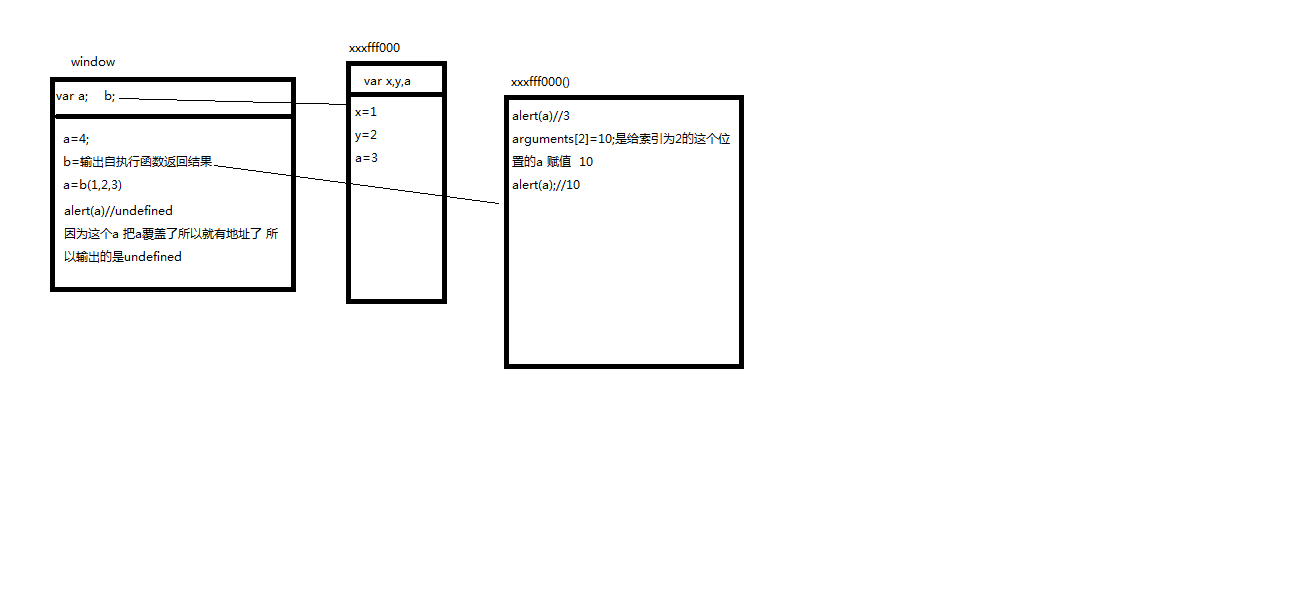 window
var a; b;
a=4;
b=输出自执行函数返回结果
a=b(1,2,3)
alert(a)//undefined
因为这个a 把a覆盖了所以就有地址了 所
以输出的是undefined
xxxfff000
var x,y,a
x=1
y=2
a=3
xxxfff000()
alert(a)//3
arguments[2]=10;是给索引为2的这个位
置的a 赋值 10
alert(a);//10